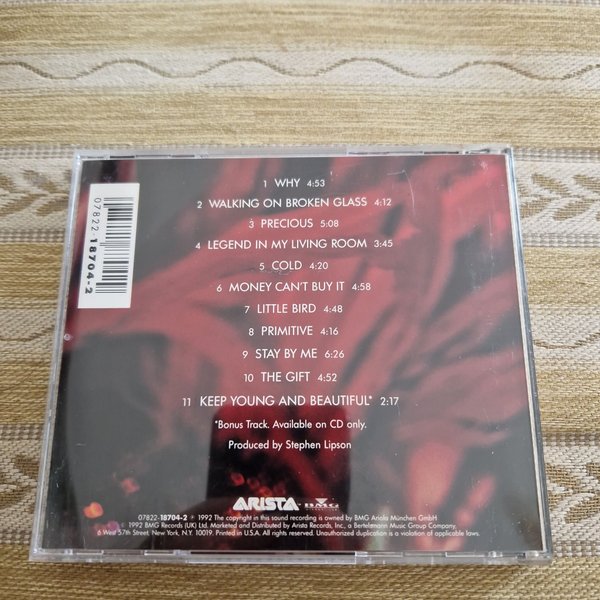 07822-18704-2
1 WHY 4:53
2 WALKING ON BROKEN GLASS 4:12
3 PRECIOUS 5:08
4 LEGEND IN MY LIVING ROOM 3:45
5 COLD 4:20
6 MONEY CAN'T BUY IT 4:58
7 LITTLE BIRD 4:48
8 PRIMITIVE 4:16
9 STAY BY ME 6:26
10 THE GIFT 4:52
11 KEEP YOUNG AND BEAUTIFUL* 2:17
*Bonus Track. Available on CD only.
Produced by Stephen Lipson
ARISTA BMG
07822-18704-2 ℗ 1992 The copyright in this sound recording is owned by BMG Ariola München GmbH
© 1992 BMG Records (UK) Ltd. Marketed and Distributed by Arista Records, Inc., a Bertelsmann Music Group Company,
6 West 57th Street, New York, N.Y. 10019. Printed in U.S.A. All rights reserved. Unauthorized duplication is a violation of applicable laws.